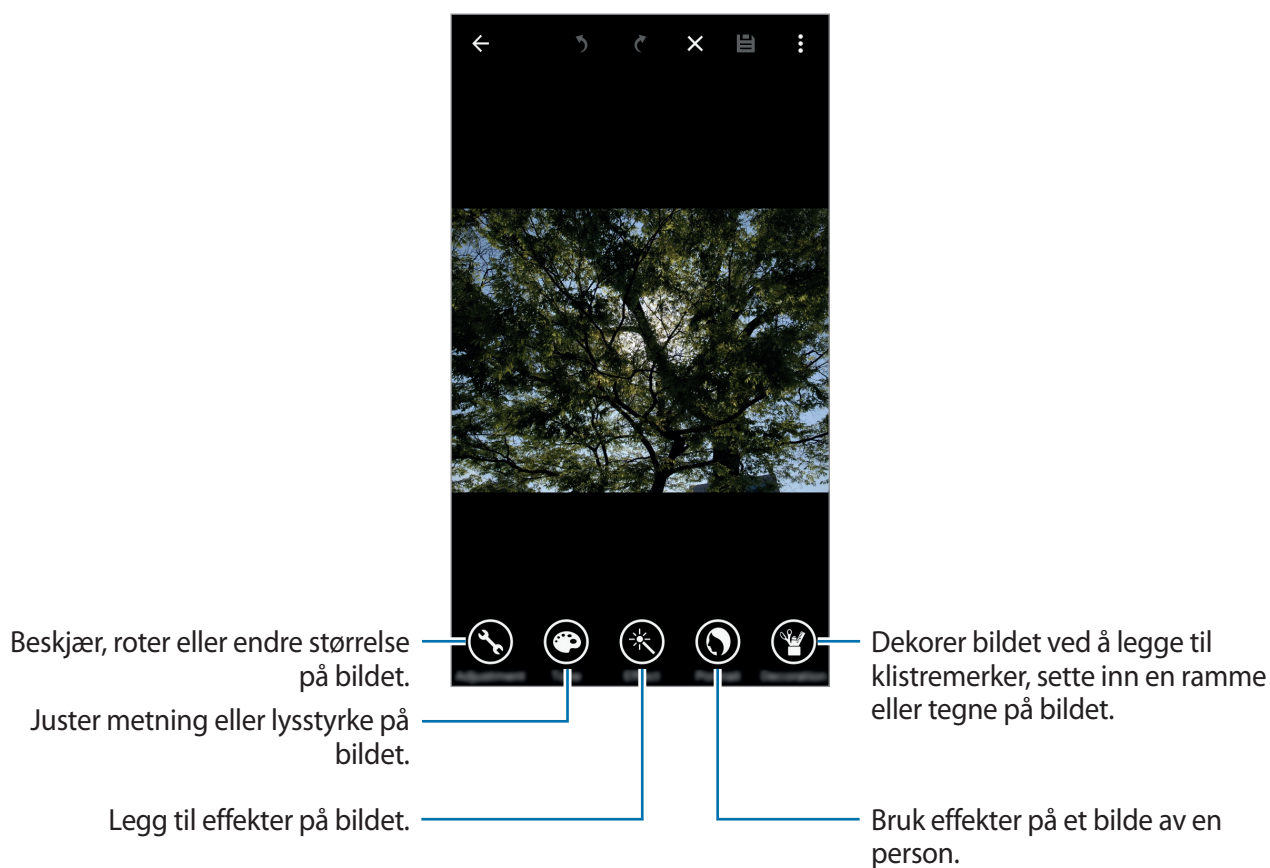 Beskjær, roter eller endre størrelse
på bildet.
Juster metning eller lysstyrke på
bildet.
Legg til effekter på bildet.
Dekorer bildet ved å legge til
klistremerker, sette inn en ramme
eller tegne på bildet.
Bruk effekter på et bilde av en
person.